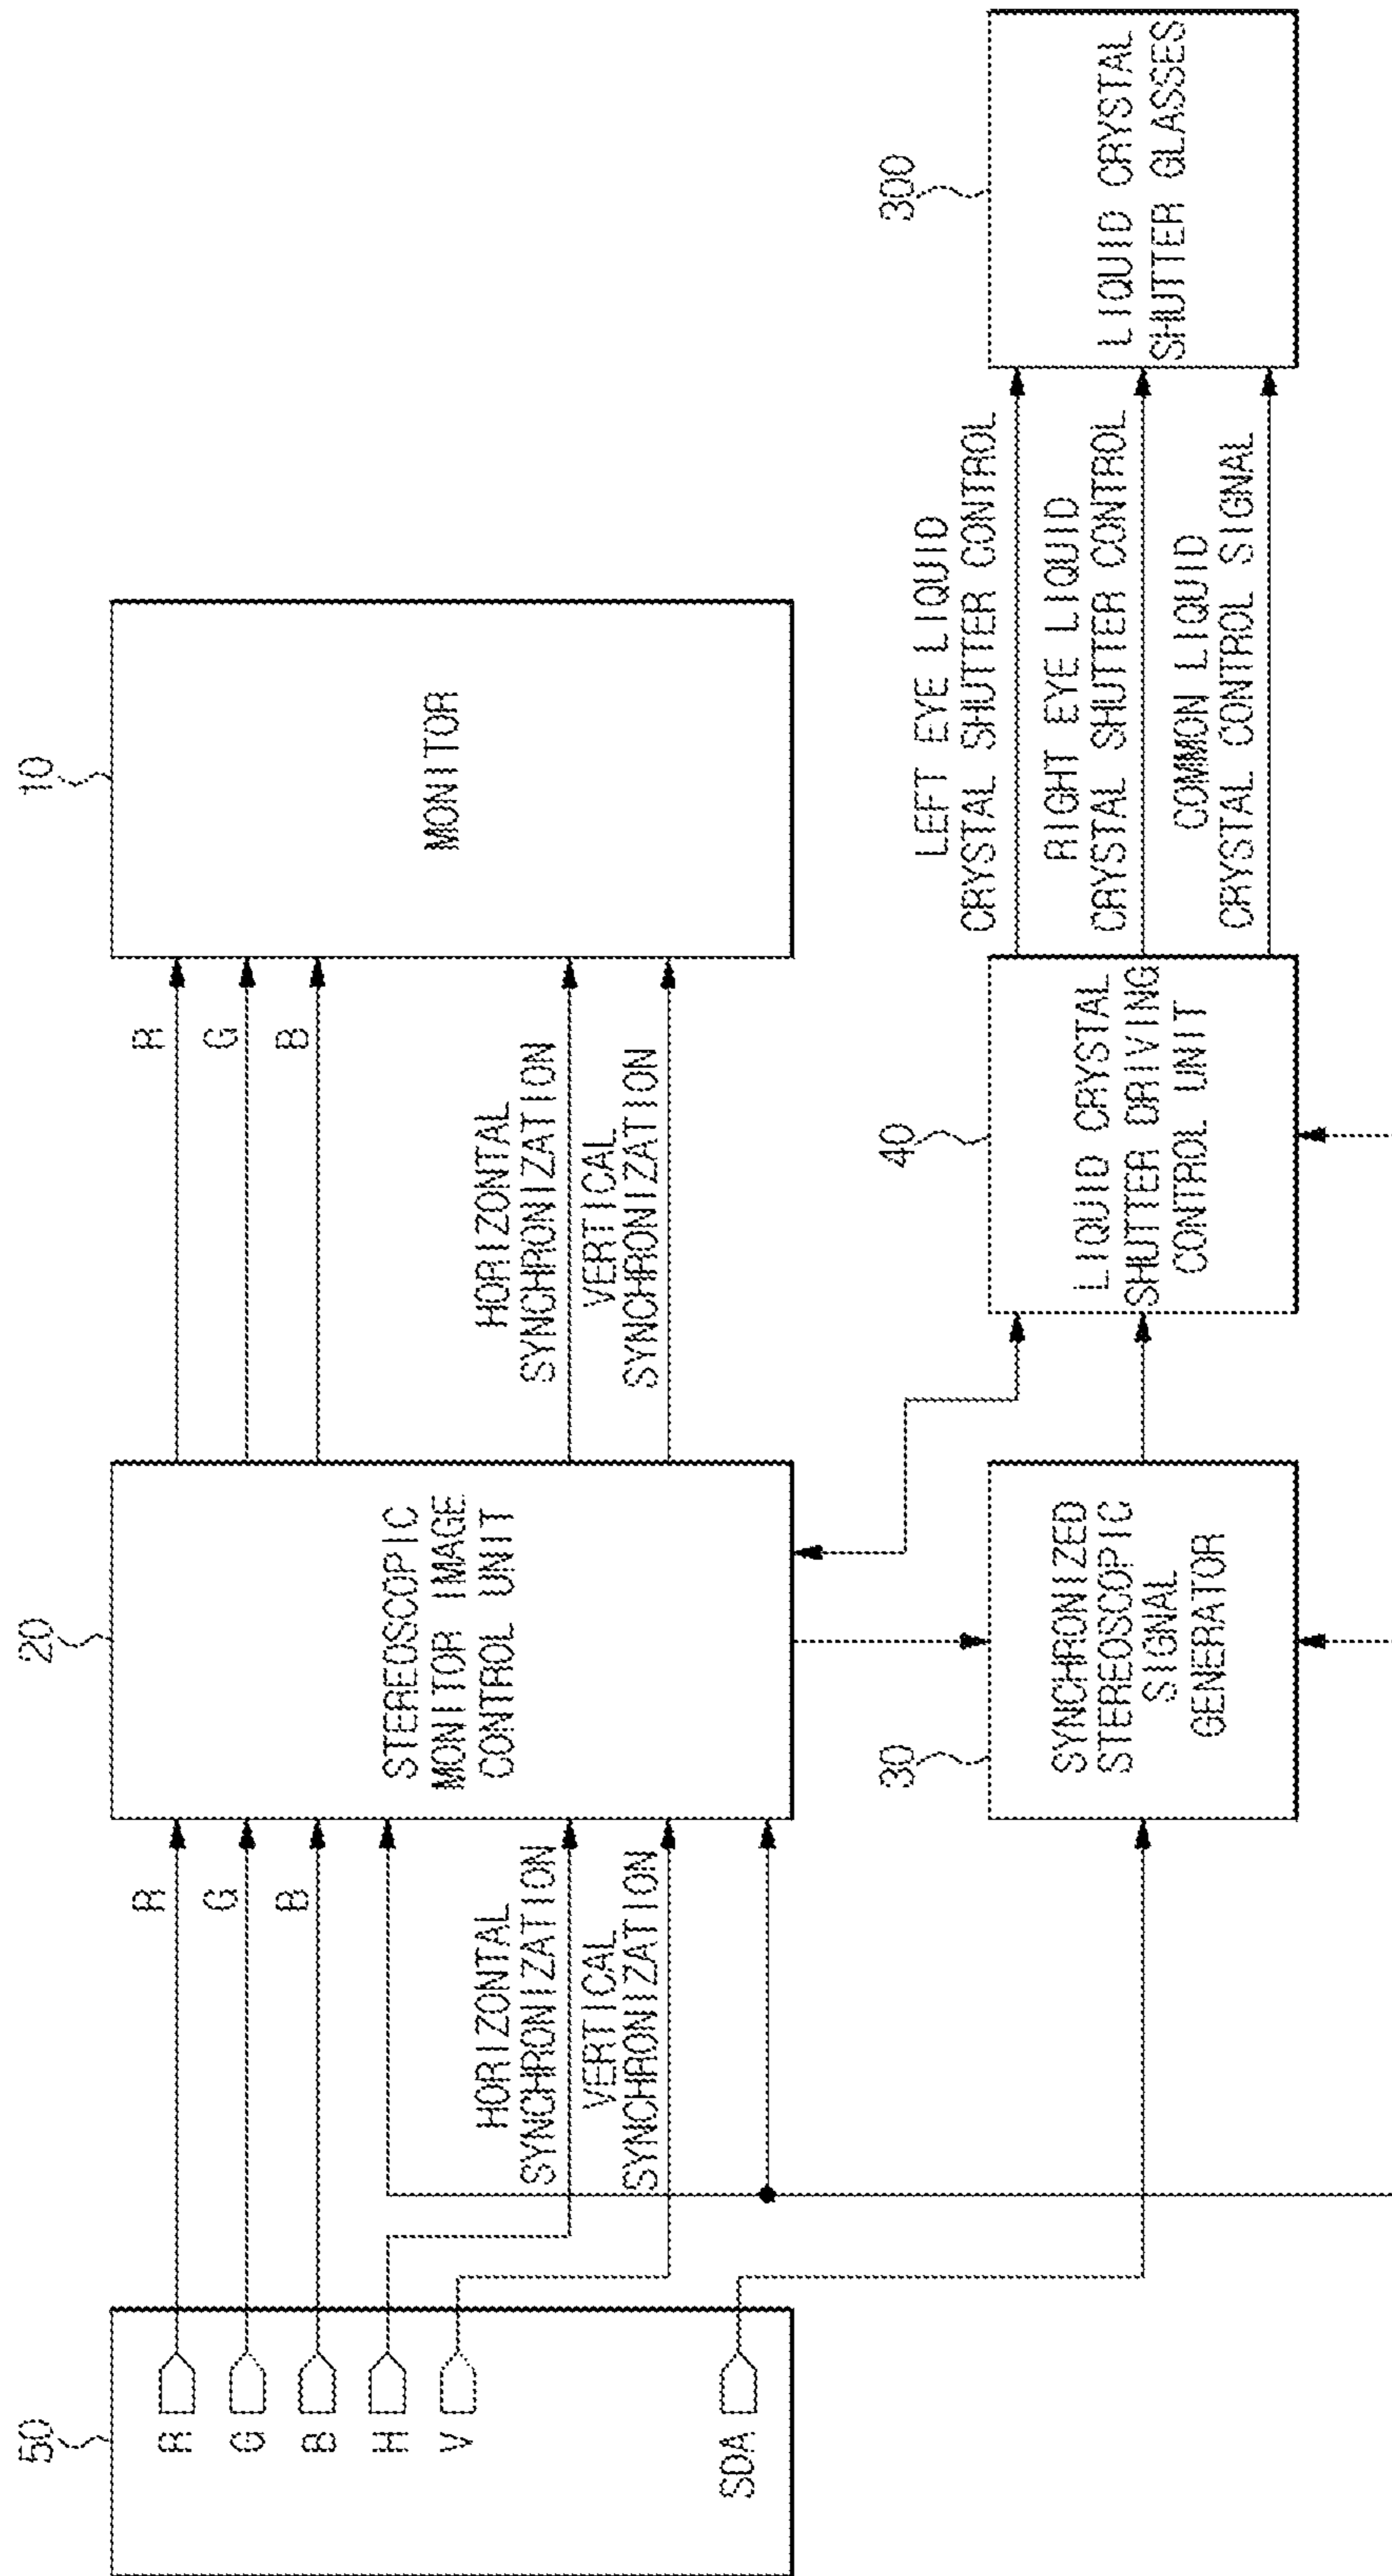 50
R
G
B
H
V
SDA
R
G
B
HORIZONTAL
SYNCHRONIZATION
VERTICAL
SYNCHRONIZATION
20
STEREOSCOPIC
MONITOR IMAGE
CONTROL UNIT
R
G
B
HORIZONTAL
SYNCHRONIZATION
VERTICAL
SYNCHRONIZATION
10
MONITOR
30
SYNCHRONIZED
STEREOSCOPIC
SIGNAL
GENERATOR
40
LIQUID CRYSTAL
SHUTTER DRIVING
CONTROL UNIT
LEFT EYE LIQUID
CRYSTAL SHUTTER CONTROL
RIGHT EYE LIQUID
CRYSTAL SHUTTER CONTROL
COMMON LIQUID
CRYSTAL CONTROL SIGNAL
300
LIQUID CRYSTAL
SHUTTER GLASSES